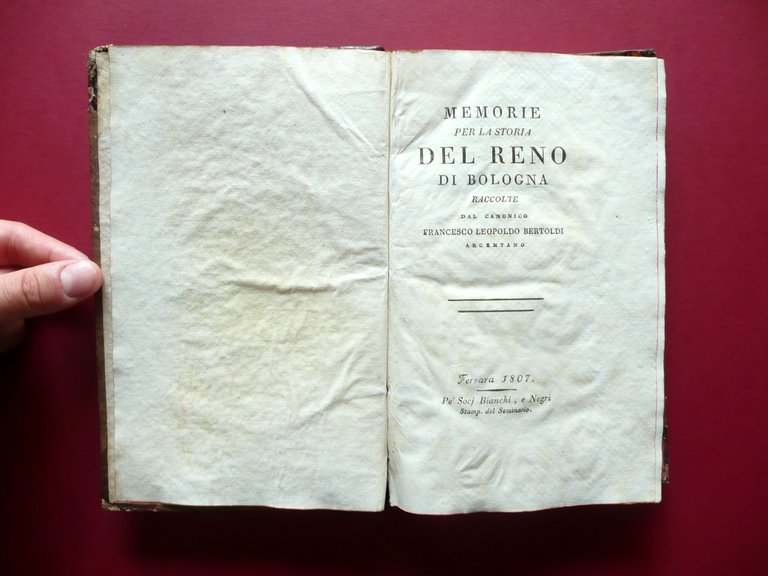 MEMORIE
PER LA STORIA
DEL RENO
DI BOLOGNA
RACCOLTE
DAL CANONICO
FRANCESCO LEOPOLDO BERTOLDI
ARGENTANO
Ferrara 1807.
Pe' Socj Bianchi, e Negri
Stamp. del Seminario.